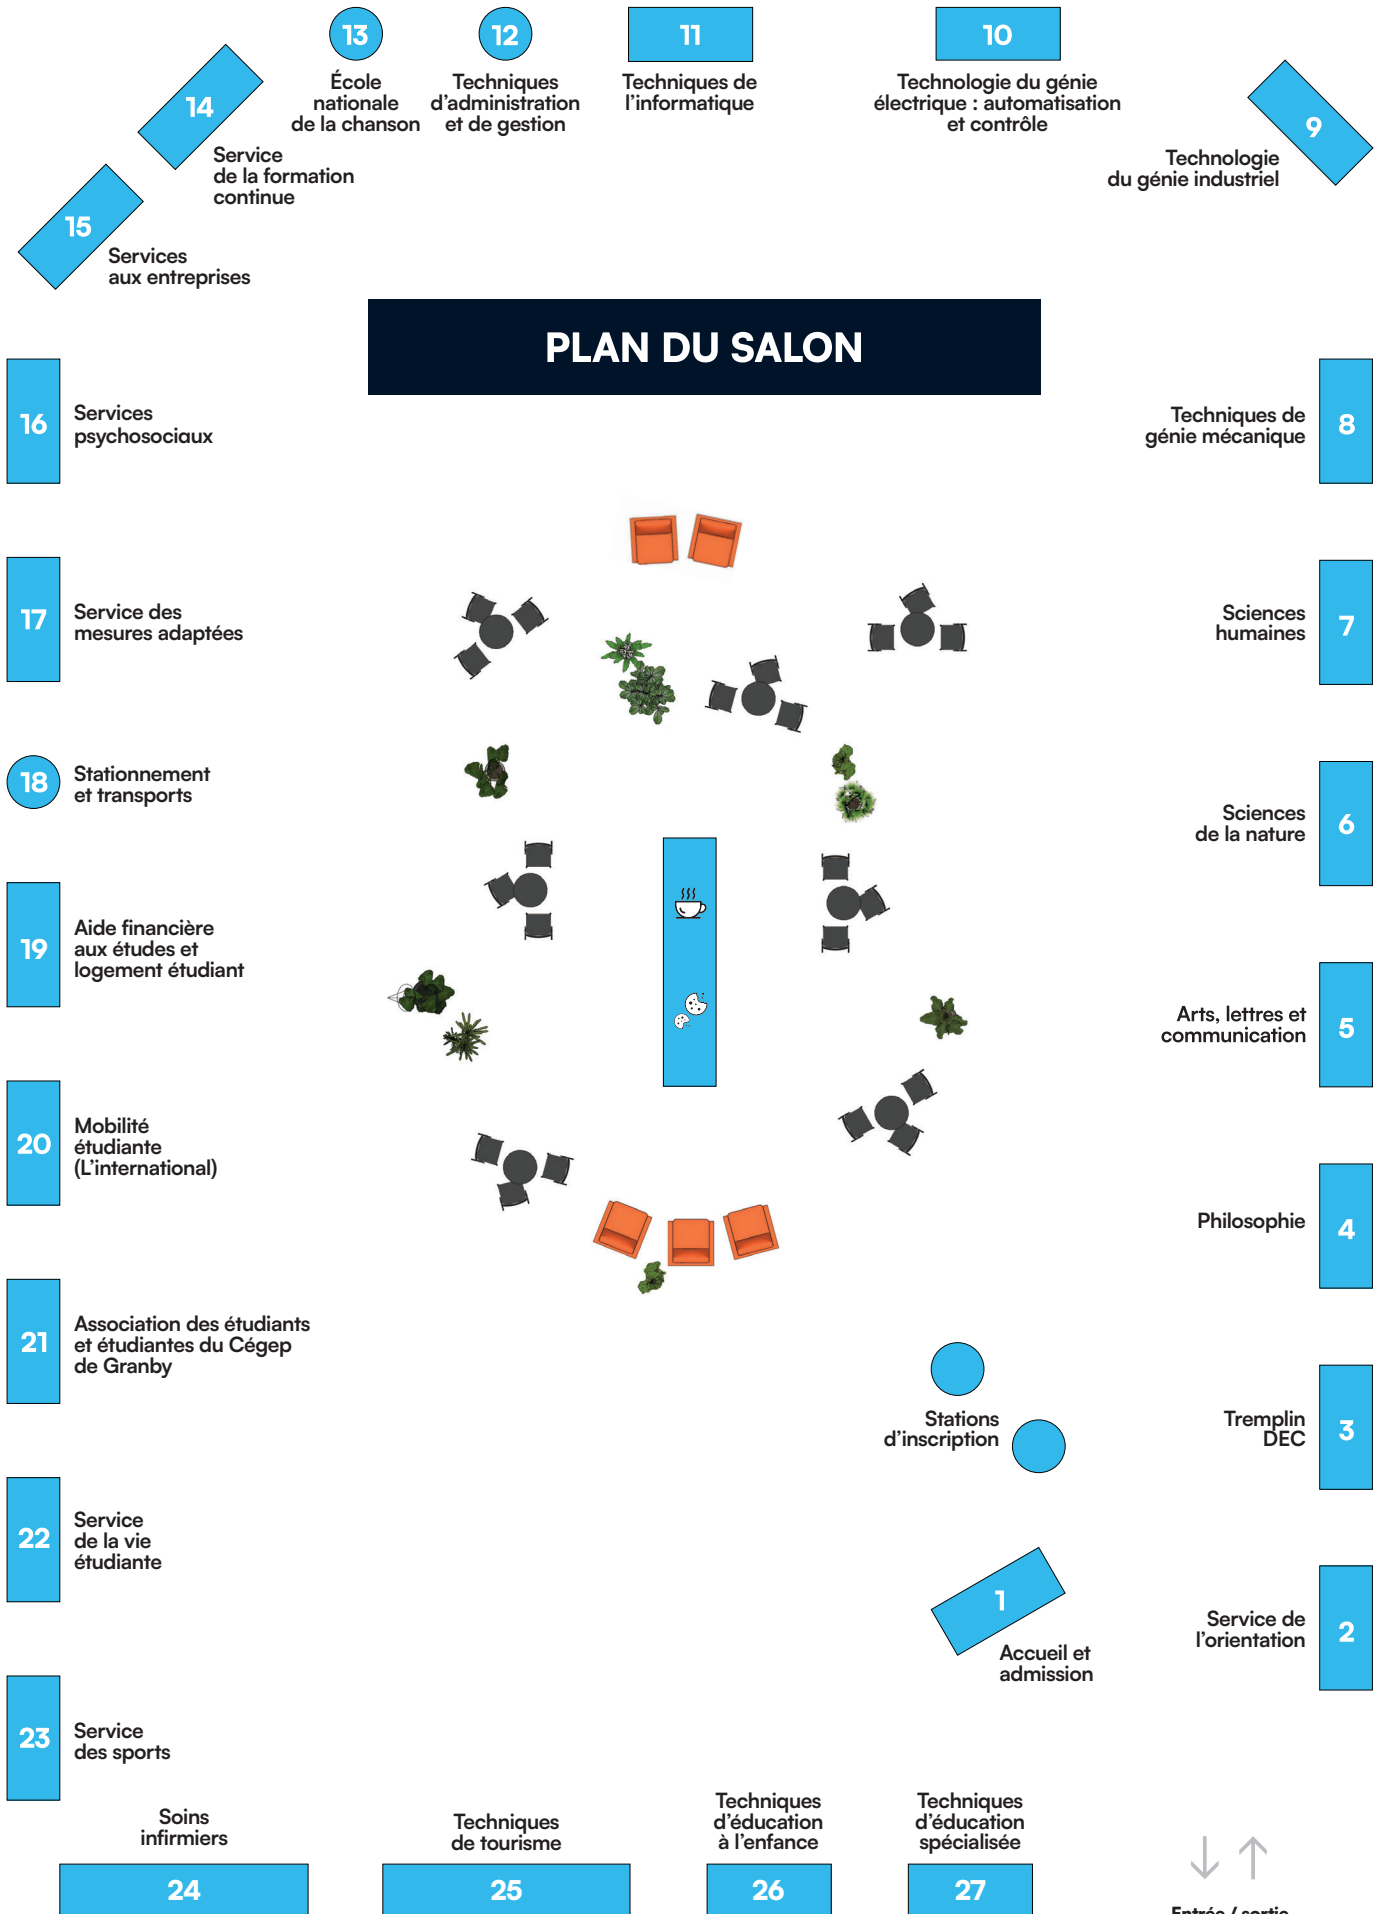 13
12
11
10
École
nationale
de la chanson
Techniques
d'administration
et de gestion
Techniques de
l'informatique
Technologie du génie
électrique : automatisation
et contrôle
14
Service
de la formation
continue
9
Technologie
du génie industriel
15
Services
aux entreprises
PLAN DU SALON
16
Services
psychosociaux
Techniques de
génie mécanique
8
17
Service des
mesures adaptées
Sciences
humaines
7
18
Stationnement
et transports
Sciences
de la nature
6
19
Aide financière
aux études et
logement étudiant
Arts, lettres et
communication
5
20
Mobilité
étudiante
(L'international)
Philosophie
4
21
Association des étudiants
et étudiantes du Cégep
de Granby
Stations
d'inscription
Tremplin
DEC
3
22
Service
de la vie
étudiante
1
Accueil et
admission
Service de
l'orientation
2
23
Service
des sports
Soins
infirmiers
24
Techniques
de tourisme
25
Techniques
d'éducation
à l'enfance
26
Techniques
d'éducation
spécialisée
27
Entrée / sortie